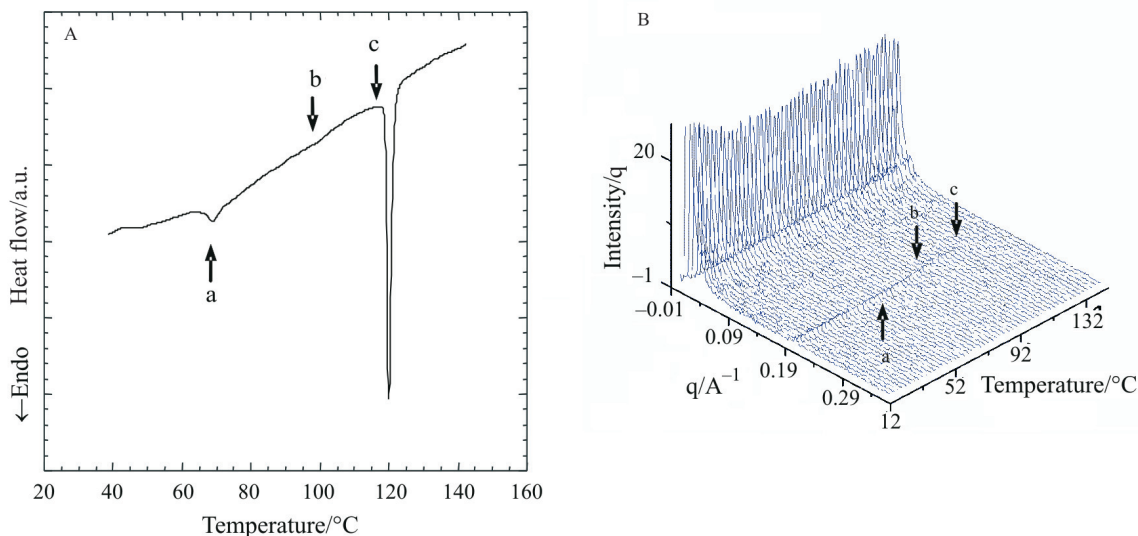 A
b
c
a
Heat flow/a.u.
←Endo
20 40 60 80 100 120 140 160
Temperature/°C
B
20
−1
Intensity/q
−0.01
0.09
0.19
0.29
q/A⁻¹
12
52
92
132
Temperature/°C
a
b
c